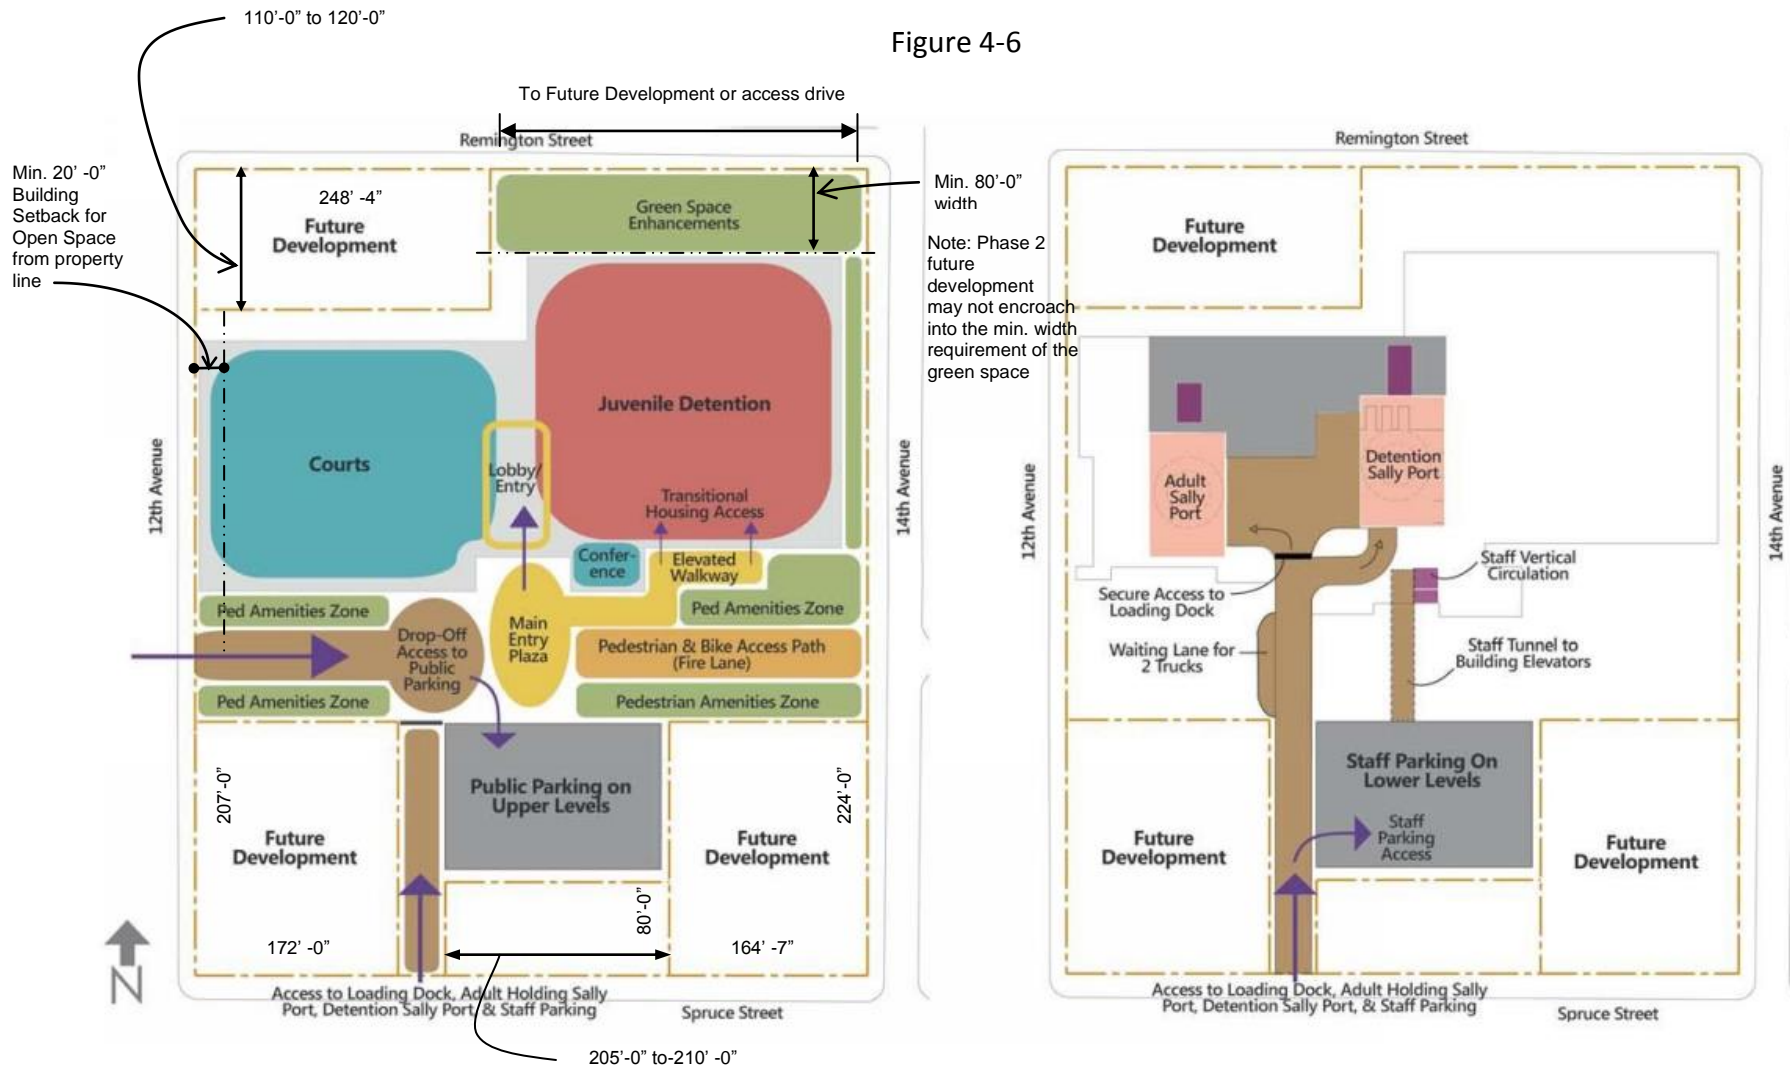 110'-0” to 120'-0”
Figure 4-6
To Future Development or access drive
Remington Street
Min. 20' -0”
Building
Setback for
Open Space
from property
line
248' -4”
Future
Development
Green Space
Enhancements
Min. 80'-0”
width
Note: Phase 2
future
development
may not encroach
into the min. width
requirement of the
green space
Juvenile Detention
Courts
Lobby/
Entry
Transitional
Housing Access
12th Avenue
14th Avenue
Confer-
ence
Elevated
Walkway
Ped Amenities Zone
Ped Amenities Zone
Drop-Off
Access to
Public
Parking
Main
Entry
Plaza
Pedestrian & Bike Access Path
(Fire Lane)
Ped Amenities Zone
Pedestrian Amenities Zone
207'-0”
Public Parking on
Upper Levels
224'-0”
Future
Development
Future
Development
80'-0”
172' -0”
164' -7”
N
Access to Loading Dock, Adult Holding Sally
Port, Detention Sally Port, & Staff Parking
Spruce Street
205'-0” to-210' -0”
Remington Street
Future
Development
Detention
Sally Port
Adult
Sally
Port
12th Avenue
14th Avenue
Staff Vertical
Circulation
Secure Access to
Loading Dock
Waiting Lane for
2 Trucks
Staff Tunnel to
Building Elevators
Staff Parking On
Lower Levels
Staff
Parking
Access
Future
Development
Future
Development
Access to Loading Dock, Adult Holding Sally
Port, Detention Sally Port, & Staff Parking
Spruce Street